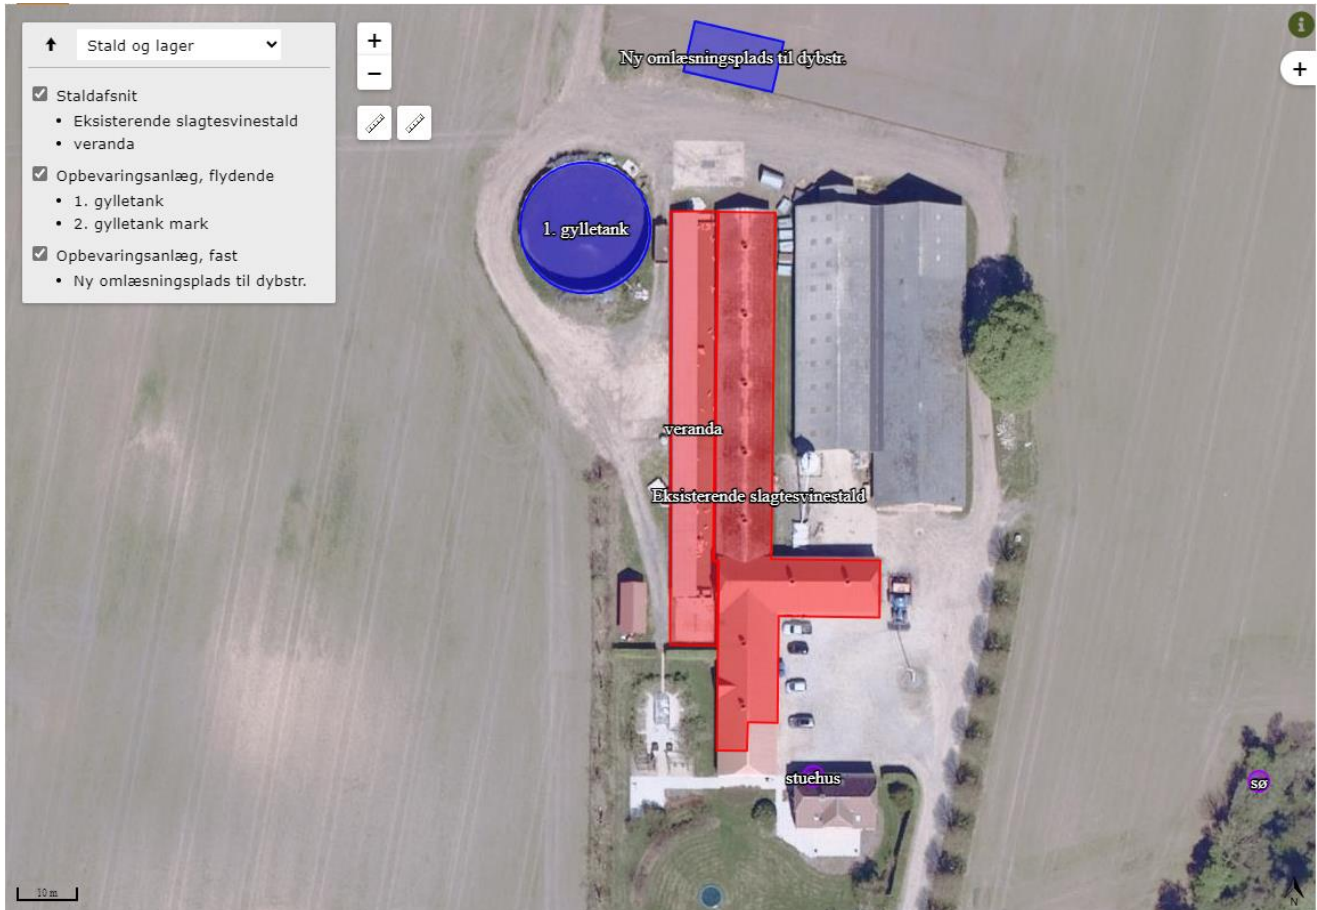 Stald og lager
Staldafsnit
Eksisterende slagtesvinestald
veranda
Opbevaringsanlæg, flydende
1. gylletank
2. gylletank mark
Opbevaringsanlæg, fast
Ny omlæsningsplads til dybstr.
+
−
i
+
Ny omlæsningsplads til dybstr.
1. gylletank
veranda
Eksisterende slagtesvinestald
stuehus
sø
10 m
N